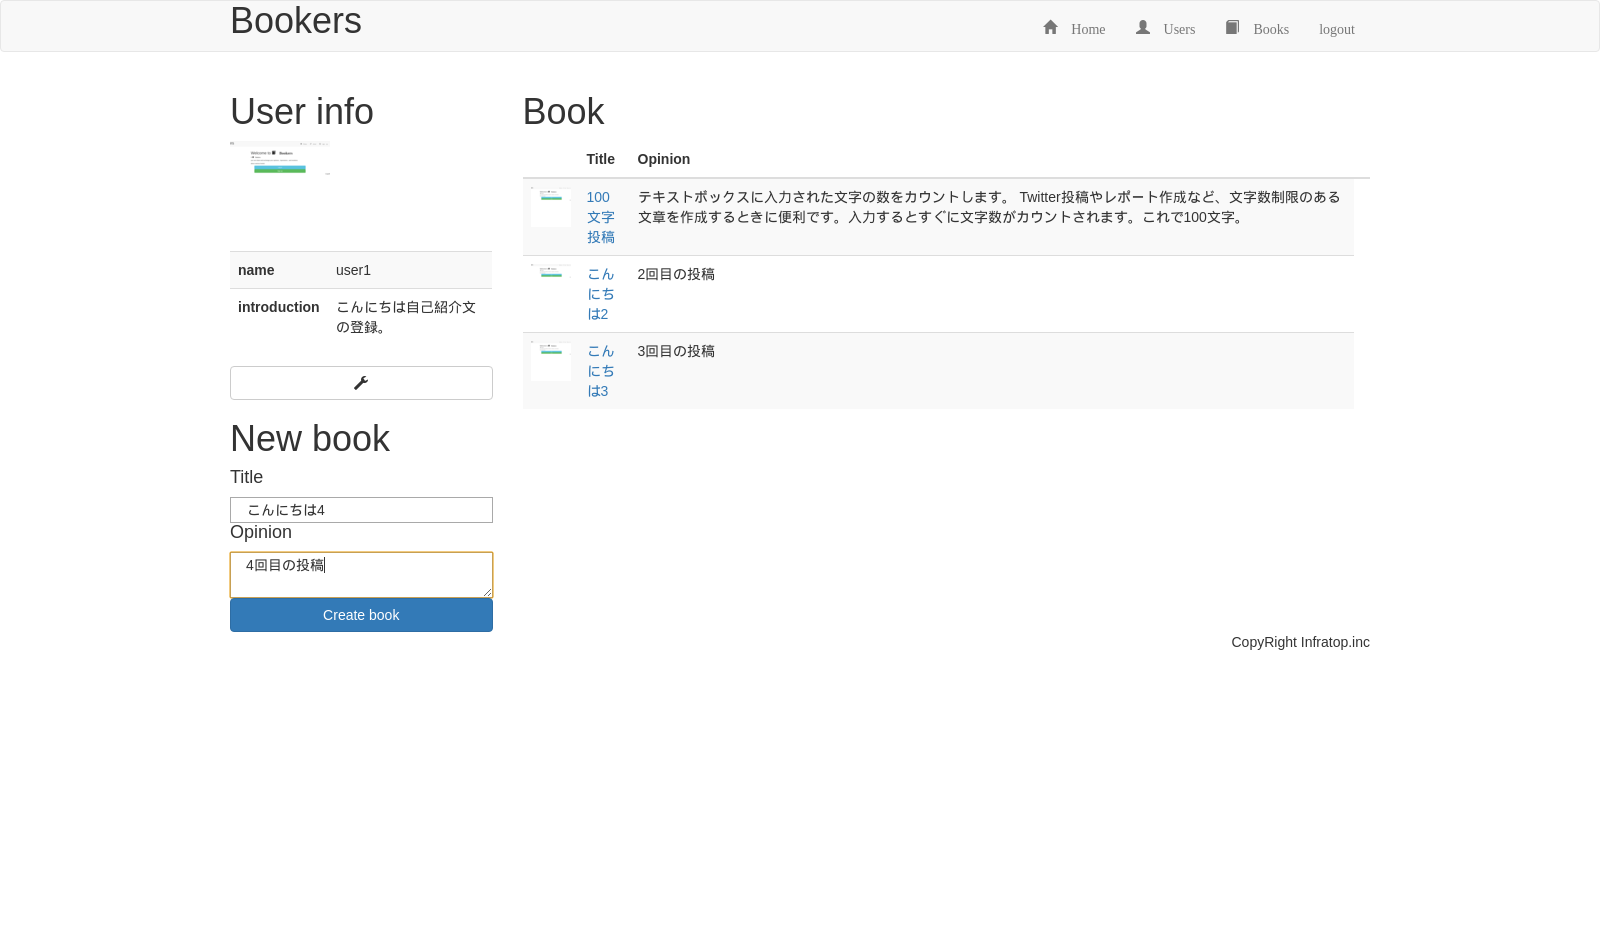 Bookers
Home Users Books logout
User info
name user1
introduction こんにちは自己紹介文
の登録。
New book
Title
こんにちは4
Opinion
4回目の投稿
Create book
Book
Title Opinion
100 テキストボックスに入力された文字の数をカウントします。 Twitter投稿やレポート作成など、文字数制限のある
文字 文章を作成するときに便利です。入力するとすぐに文字数がカウントされます。これで100文字。
投稿
こん 2回目の投稿
にち
は2
こん 3回目の投稿
にち
は3
CopyRight Infratop.inc